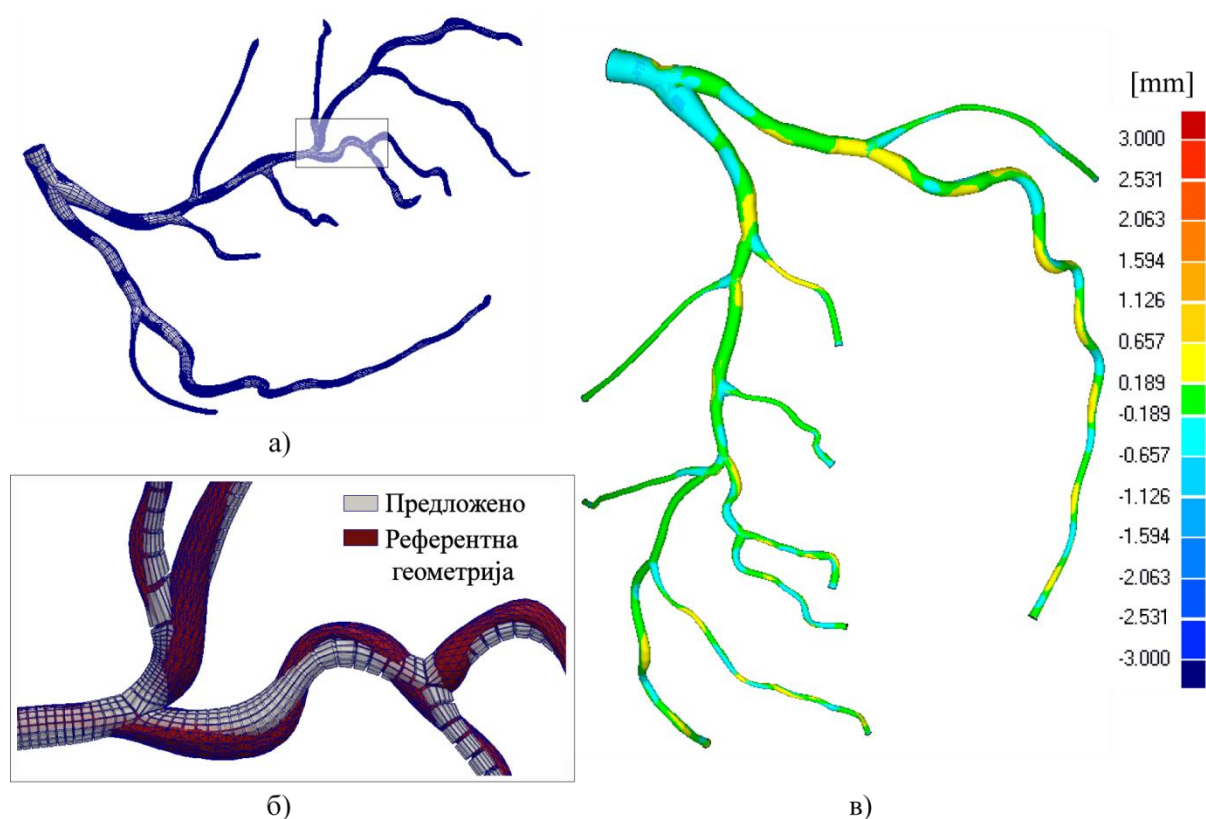 [mm]
3.000
2.531
2.063
1.594
1.126
0.657
0.189
-0.189
-0.657
-1.126
-1.594
-2.063
-2.531
-3.000
а)
Предложено
Референтна
геометрија
б)
в)